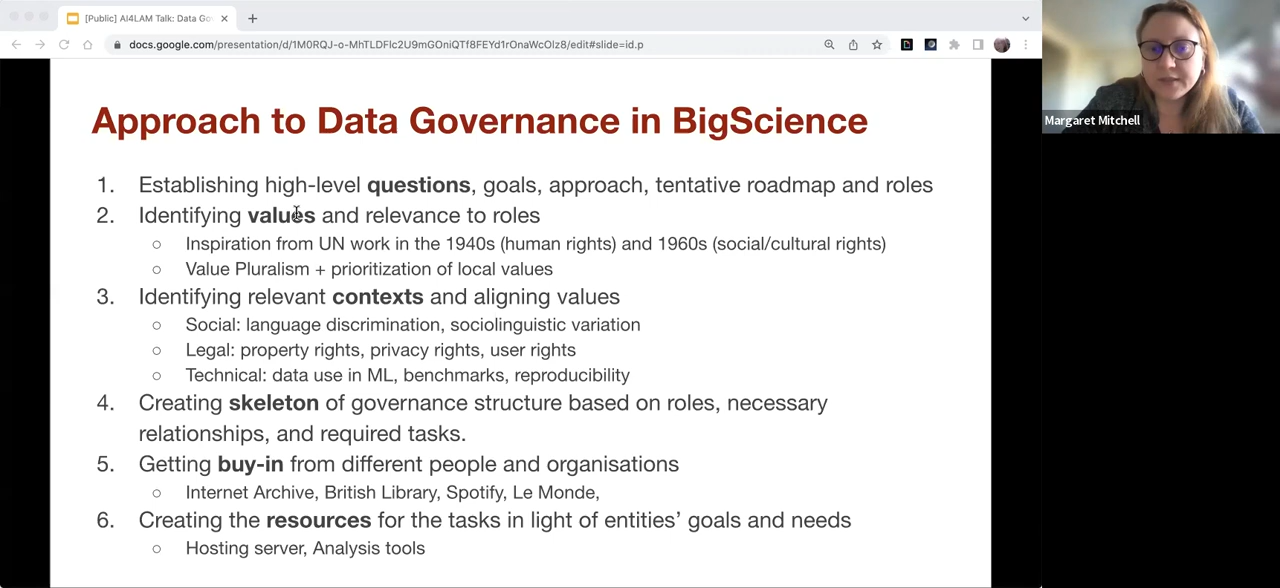 [Public] AI4LAM Talk: Data Go
docs.google.com/presentation/d/1M0RQJ-o-MhTLDFlc2U9mGOniQTf8FEYd1rOnaWcOlz8/edit#slide=id.p
Approach to Data Governance in BigScience
1. Establishing high-level questions, goals, approach, tentative roadmap and roles
2. Identifying values and relevance to roles
○ Inspiration from UN work in the 1940s (human rights) and 1960s (social/cultural rights)
○ Value Pluralism + prioritization of local values
3. Identifying relevant contexts and aligning values
○ Social: language discrimination, sociolinguistic variation
○ Legal: property rights, privacy rights, user rights
○ Technical: data use in ML, benchmarks, reproducibility
4. Creating skeleton of governance structure based on roles, necessary
relationships, and required tasks.
5. Getting buy-in from different people and organisations
○ Internet Archive, British Library, Spotify, Le Monde,
6. Creating the resources for the tasks in light of entities’ goals and needs
○ Hosting server, Analysis tools
Margaret Mitchell